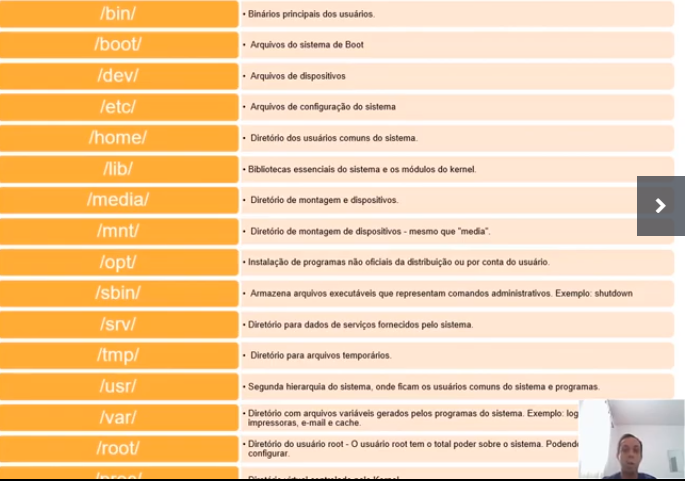 /bin/
• Binários principais dos usuários.
/boot/
• Arquivos do sistema de Boot
/dev/
• Arquivos de dispositivos
/etc/
• Arquivos de configuração do sistema
/home/
• Diretório dos usuários comuns do sistema.
/lib/
• Bibliotecas essenciais do sistema e os módulos do kernel.
/media/
• Diretório de montagem e dispositivos.
/mnt/
• Diretório de montagem de dispositivos - mesmo que "media".
/opt/
• Instalação de programas não oficiais da distribuição ou por conta do usuário.
/sbin/
• Armazena arquivos executáveis que representam comandos administrativos. Exemplo: shutdown
/srv/
• Diretório para dados de serviços fornecidos pelo sistema.
/tmp/
• Diretório para arquivos temporários.
/usr/
• Segunda hierarquia do sistema, onde ficam os usuários comuns do sistema e programas.
/var/
• Diretório com arquivos variáveis gerados pelos programas do sistema. Exemplo: log
impressoras, e-mail e cache.
/root/
• Diretório do usuário root - O usuário root tem o total poder sobre o sistema. Podend
configurar.